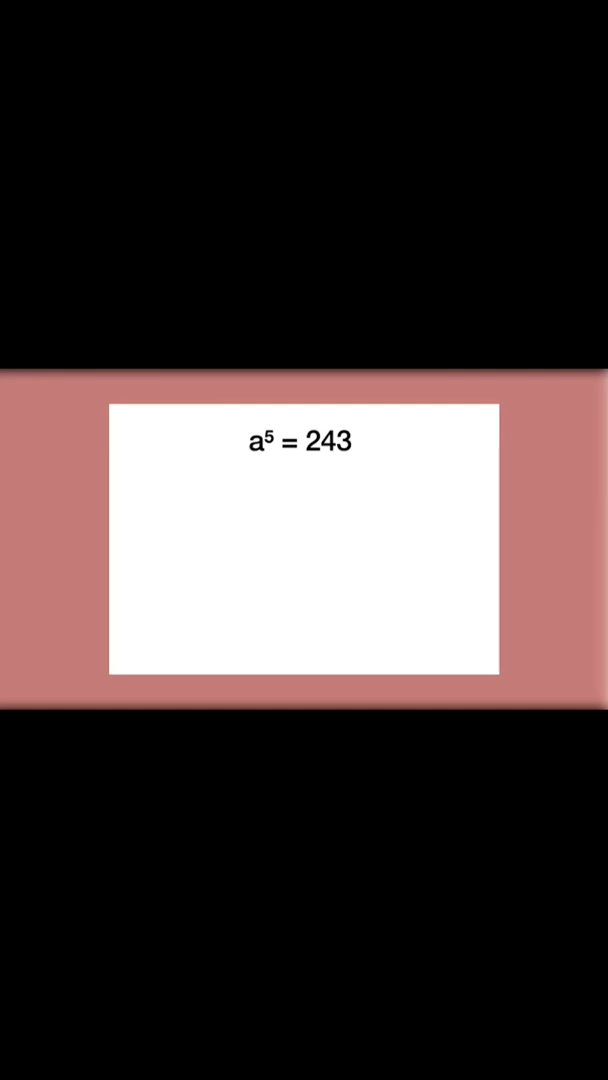 a⁵ = 243